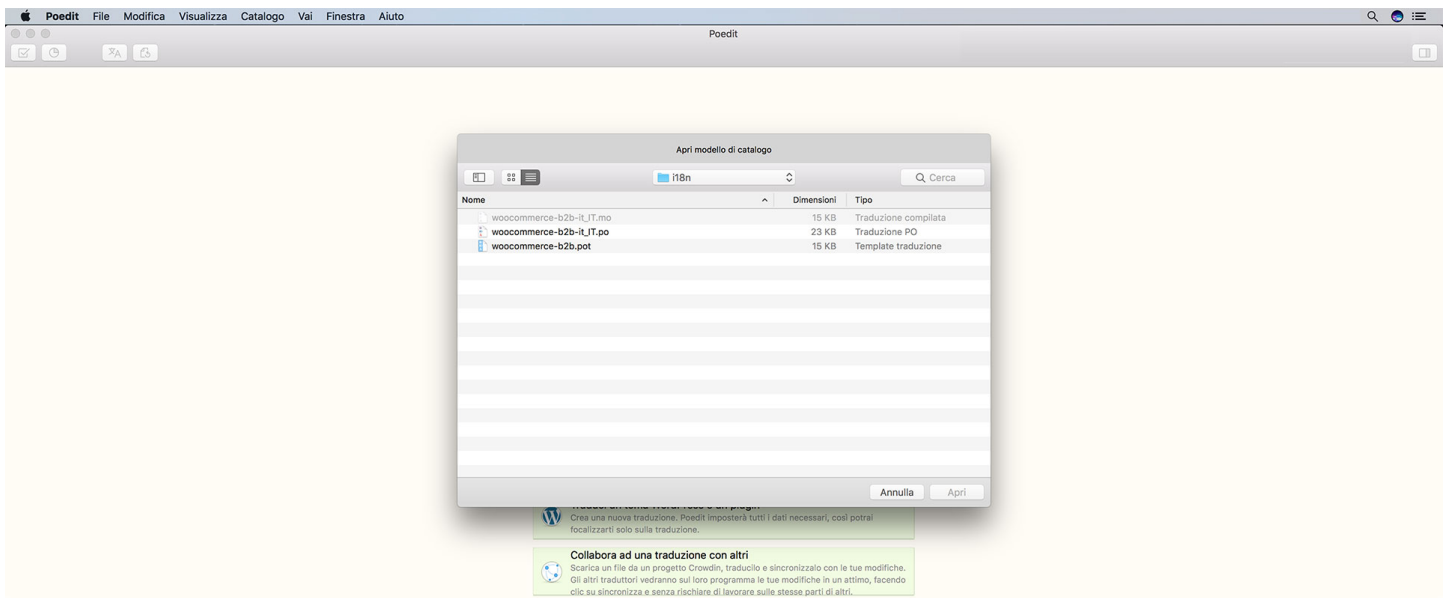 Poedit File Modifica Visualizza Catalogo Vai Finestra Aiuto
Poedit
Apri modello di catalogo
i18n
Cerca
Nome Dimensioni Tipo
woocommerce-b2b-it_IT.mo 15 KB Traduzione compilata
woocommerce-b2b-it_IT.po 23 KB Traduzione PO
woocommerce-b2b.pot 15 KB Template traduzione
Annulla Apri
Crea una nuova traduzione. Poedit imposterà tutti i dati necessari, così potrai
focalizzarti solo sulla traduzione.
Collabora ad una traduzione con altri
Scarica un file da un progetto Crowdin, traducilo e sincronizzalo con le tue modifiche.
Gli altri traduttori vedranno sul loro programma le tue modifiche in un attimo, facendo
clic su sincronizza e senza rischiare di lavorare sulle stesse parti di altri.